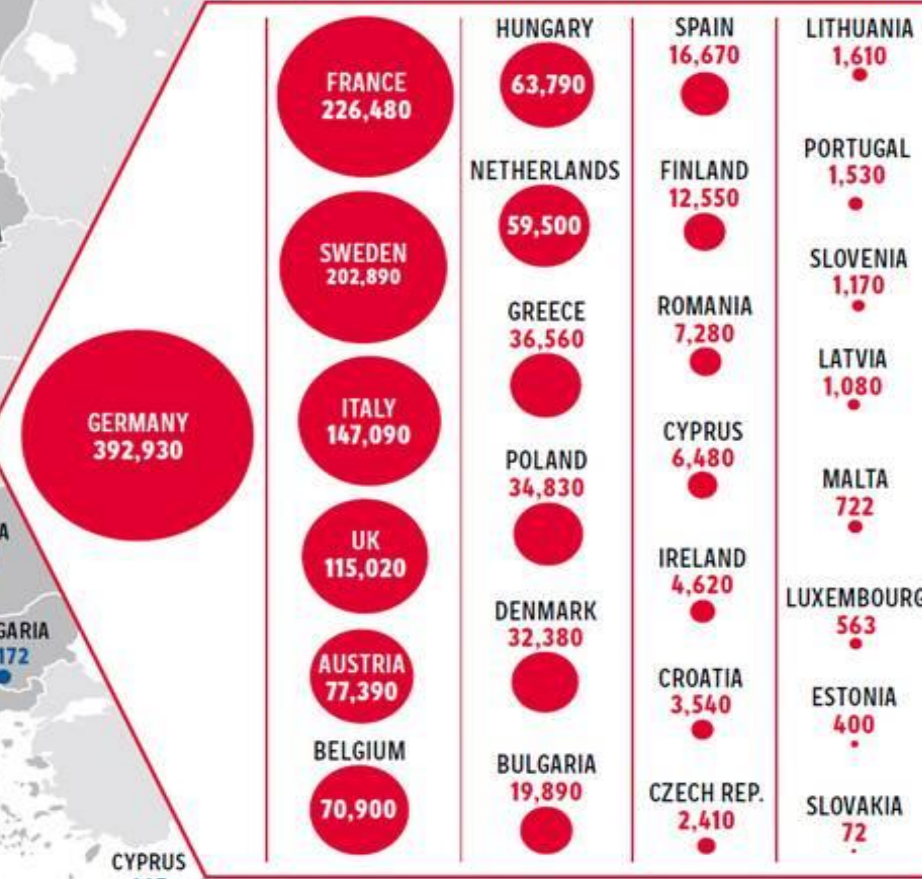 GERMANY
392,930
FRANCE
226,480
SWEDEN
202,890
ITALY
147,090
UK
115,020
AUSTRIA
77,390
BELGIUM
70,900
HUNGARY
63,790
NETHERLANDS
59,500
GREECE
36,560
POLAND
34,830
DENMARK
32,380
BULGARIA
19,890
SPAIN
16,670
FINLAND
12,550
ROMANIA
7,280
CYPRUS
6,480
IRELAND
4,620
CROATIA
3,540
CZECH REP.
2,410
LITHUANIA
1,610
PORTUGAL
1,530
SLOVENIA
1,170
LATVIA
1,080
MALTA
722
LUXEMBOURG
563
ESTONIA
400
SLOVAKIA
72
A
GARIA
172
CYPRUS